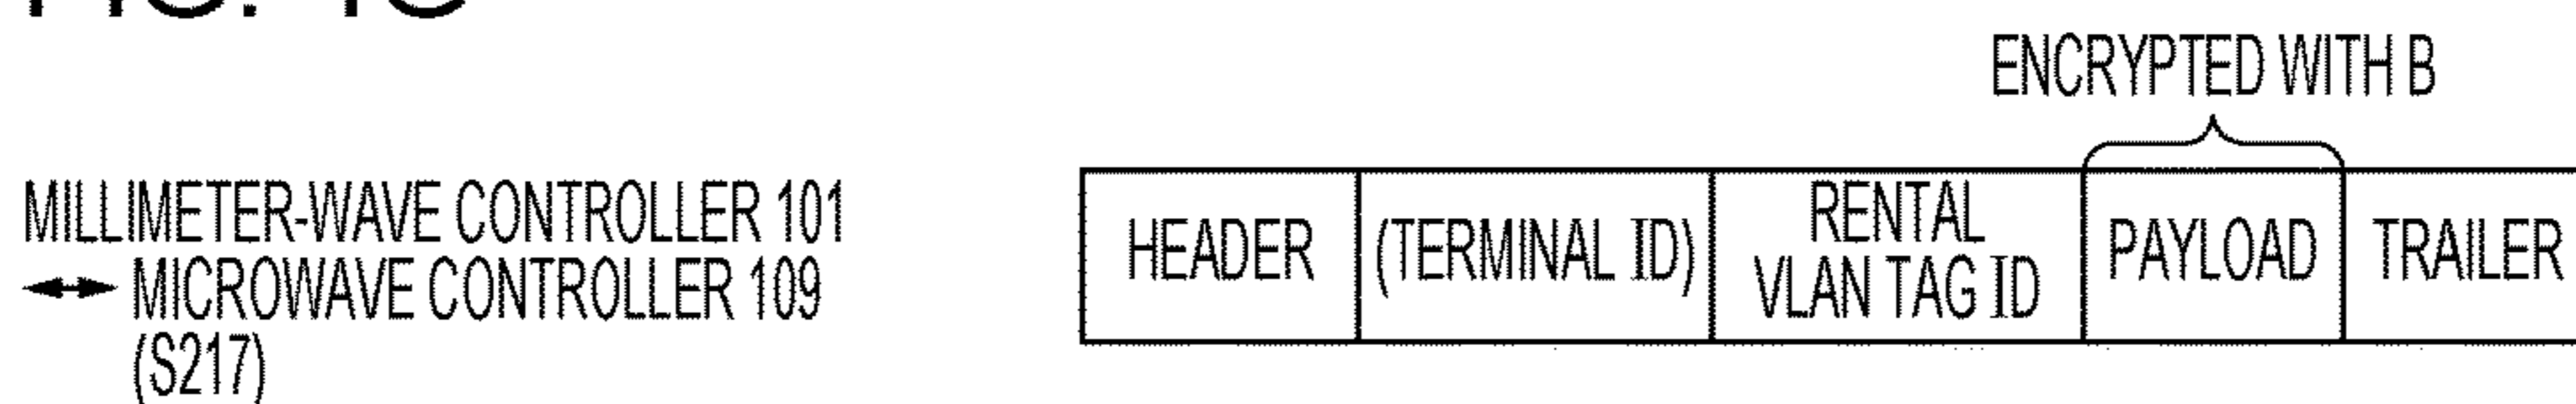 ENCRYPTED WITH B
MILLIMETER-WAVE CONTROLLER 101
MICROWAVE CONTROLLER 109
(S217)
HEADER
(TERMINAL ID)
RENTAL
VLAN TAG ID
PAYLOAD
TRAILER